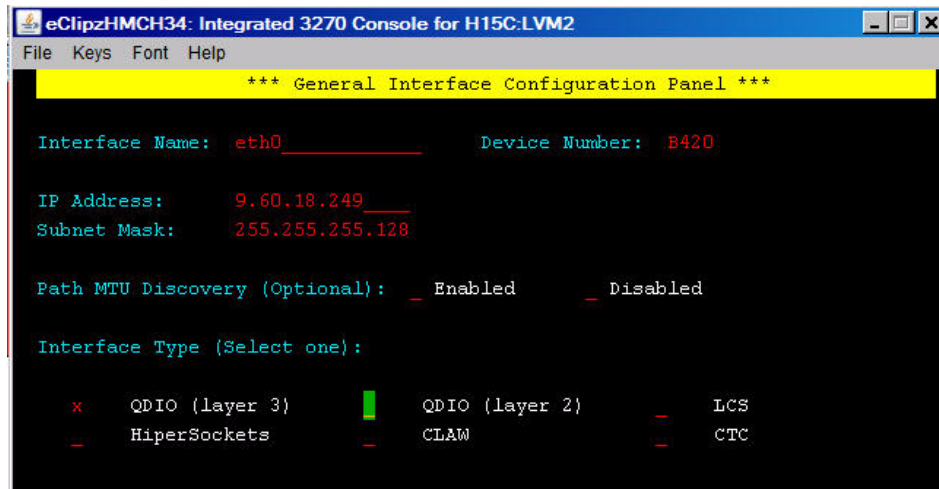 eClipzHMCH34: Integrated 3270 Console for H15C:LVM2
File Keys Font Help
*** General Interface Configuration Panel ***
Interface Name: eth0______________ Device Number: B420
IP Address: 9.60.18.249____
Subnet Mask: 255.255.255.128
Path MTU Discovery (Optional): _ Enabled _ Disabled
Interface Type (Select one):
x QDIO (layer 3) _ QDIO (layer 2) _ LCS
_ HiperSockets _ CLAW _ CTC